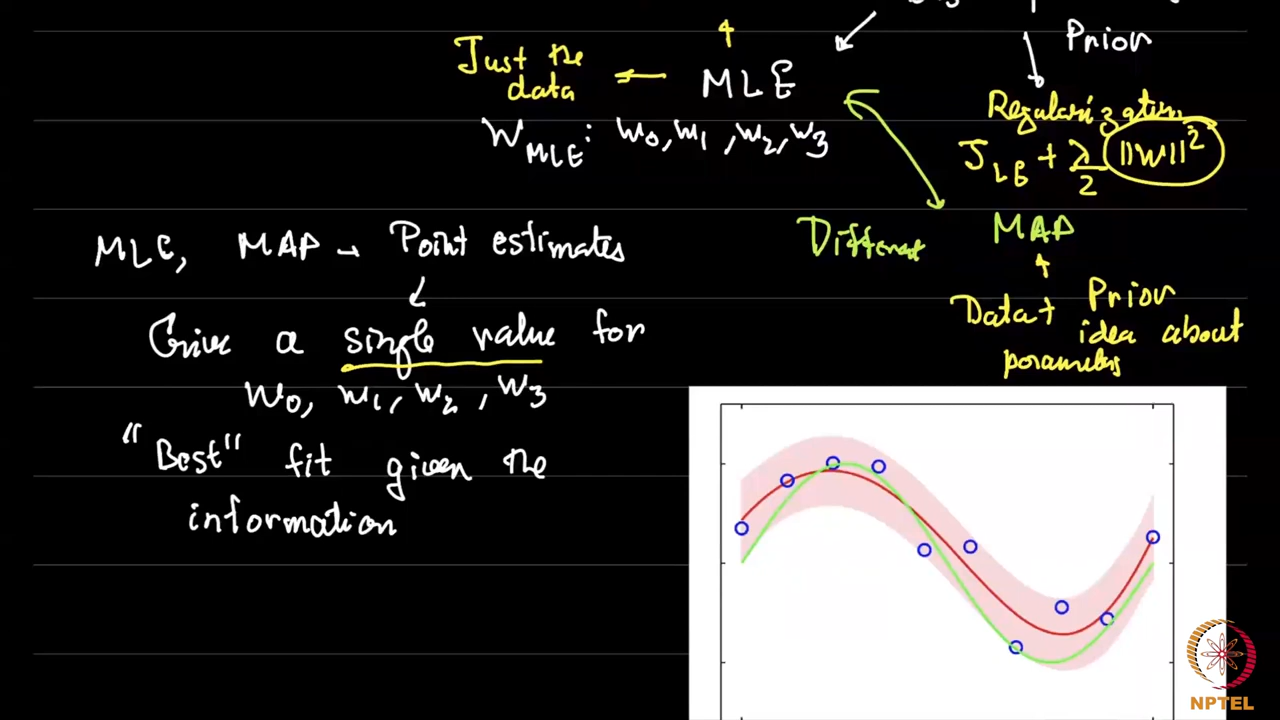 Prior
Just the
data
MLE
Regularization
W_MLE: w₀, w₁, w₂, w₃
J_LE + λ/2 ||W||²
MLE, MAP → Point estimates
Different
MAP
Give a single value for
w₀, w₁, w₂, w₃
Data + Prior
idea about
parameters
"Best" fit given the
information
NPTEL